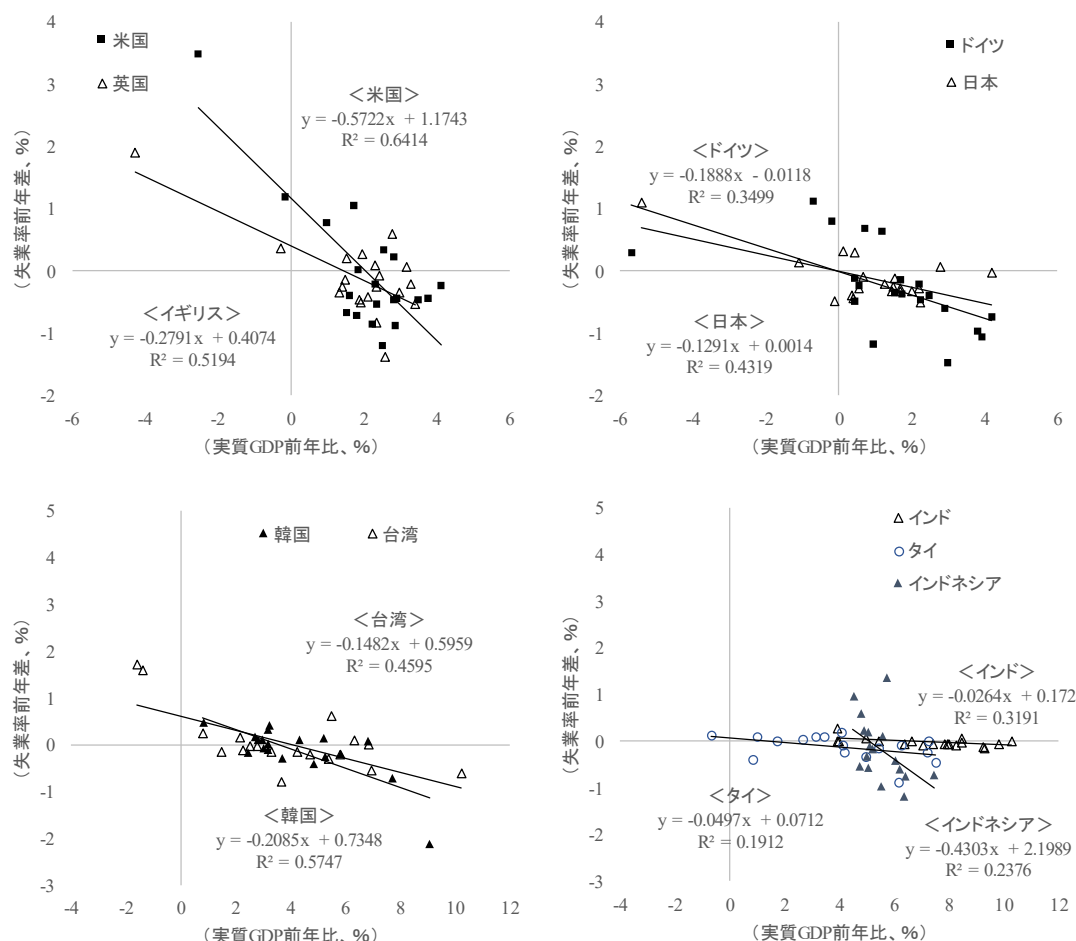 4
3
2
1
0
-1
-2
-6
-4
-2
0
2
4
6
米国
英国
＜米国＞
y = -0.5722x + 1.1743
R² = 0.6414
＜イギリス＞
y = -0.2791x + 0.4074
R² = 0.5194
（失業率前年差、%）
（実質GDP前年比、%）
4
3
2
1
0
-1
-2
-6
-4
-2
0
2
4
6
ドイツ
日本
＜ドイツ＞
y = -0.1888x - 0.0118
R² = 0.3499
＜日本＞
y = -0.1291x + 0.0014
R² = 0.4319
（失業率前年差、%）
（実質GDP前年比、%）
5
4
3
2
1
0
-1
-2
-3
-4
-2
0
2
4
6
8
10
12
韓国
台湾
＜台湾＞
y = -0.1482x + 0.5959
R² = 0.4595
＜韓国＞
y = -0.2085x + 0.7348
R² = 0.5747
（失業率前年差、%）
（実質GDP前年比、%）
5
4
3
2
1
0
-1
-2
-3
-4
-2
0
2
4
6
8
10
12
インド
タイ
インドネシア
＜インド＞
y = -0.0264x + 0.172
R² = 0.3191
＜タイ＞
y = -0.0497x + 0.0712
R² = 0.1912
＜インドネシア＞
y = -0.4303x + 2.1989
R² = 0.2376
（失業率前年差、%）
（実質GDP前年比、%）